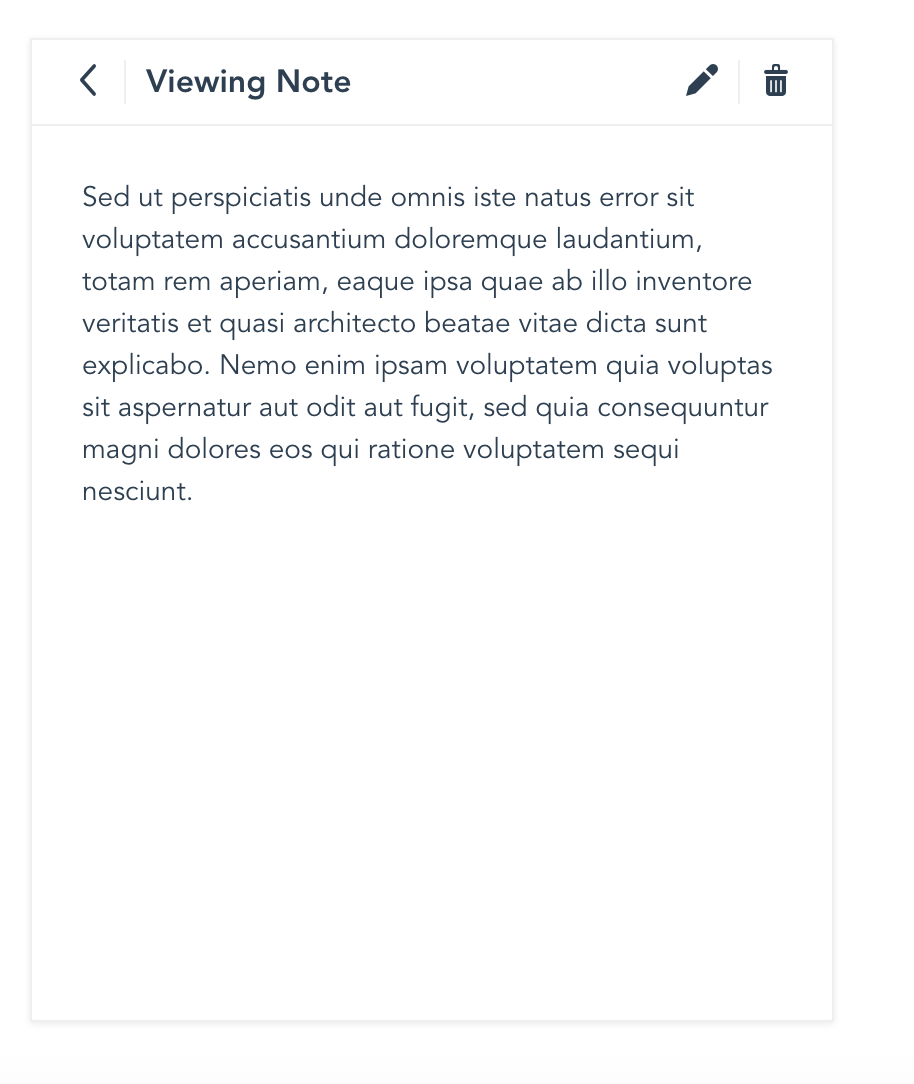 Viewing Note
Sed ut perspiciatis unde omnis iste natus error sit
voluptatem accusantium doloremque laudantium,
totam rem aperiam, eaque ipsa quae ab illo inventore
veritatis et quasi architecto beatae vitae dicta sunt
explicabo. Nemo enim ipsam voluptatem quia voluptas
sit aspernatur aut odit aut fugit, sed quia consequuntur
magni dolores eos qui ratione voluptatem sequi
nesciunt.